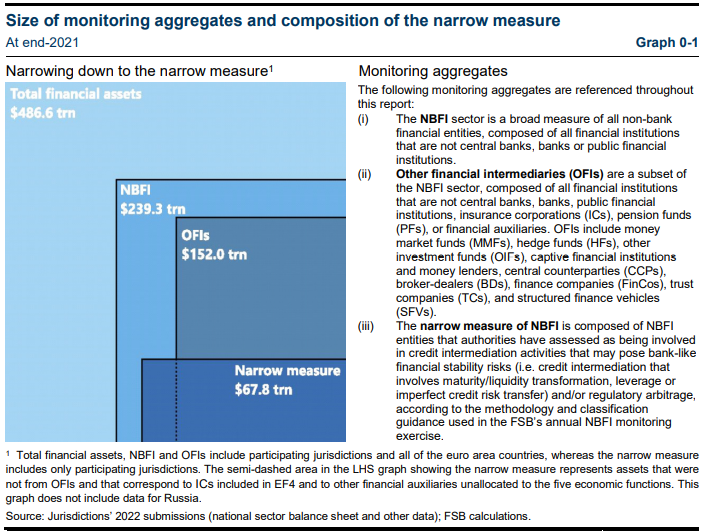 Size of monitoring aggregates and composition of the narrow measure
At end-2021
Graph 0-1
Narrowing down to the narrow measure¹
Total financial assets
$486.6 trn
NBFI
$239.3 trn
OFIs
$152.0 trn
Narrow measure
$67.8 trn
Monitoring aggregates
The following monitoring aggregates are referenced throughout
this report:
(i) The NBFI sector is a broad measure of all non-bank
financial entities, composed of all financial institutions
that are not central banks, banks or public financial
institutions.
(ii) Other financial intermediaries (OFIs) are a subset of
the NBFI sector, composed of all financial institutions
that are not central banks, banks, public financial
institutions, insurance corporations (ICs), pension funds
(PFs), or financial auxiliaries. OFIs include money
market funds (MMFs), hedge funds (HFs), other
investment funds (OIFs), captive financial institutions
and money lenders, central counterparties (CCPs),
broker-dealers (BDs), finance companies (FinCos), trust
companies (TCs), and structured finance vehicles
(SFVs).
(iii) The narrow measure of NBFI is composed of NBFI
entities that authorities have assessed as being involved
in credit intermediation activities that may pose bank-like
financial stability risks (i.e. credit intermediation that
involves maturity/liquidity transformation, leverage or
imperfect credit risk transfer) and/or regulatory arbitrage,
according to the methodology and classification
guidance used in the FSB's annual NBFI monitoring
exercise.
¹ Total financial assets, NBFI and OFIs include participating jurisdictions and all of the euro area countries, whereas the narrow measure
includes only participating jurisdictions. The semi-dashed area in the LHS graph showing the narrow measure represents assets that were
not from OFIs and that correspond to ICs included in EF4 and to other financial auxiliaries unallocated to the five economic functions. This
graph does not include data for Russia.
Source: Jurisdictions' 2022 submissions (national sector balance sheet and other data); FSB calculations.